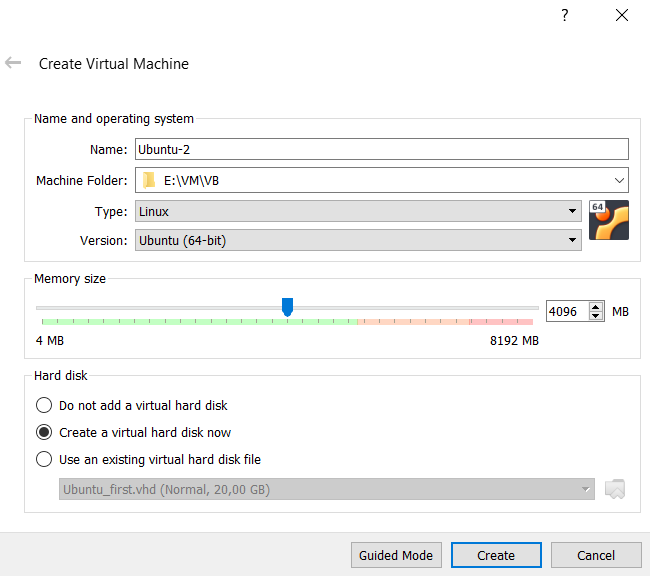 ?
Create Virtual Machine
Name and operating system
Name: Ubuntu-2
Machine Folder: E:\VM\VB
Type: Linux
64
Version: Ubuntu (64-bit)
Memory size
4096 MB
4 MB 8192 MB
Hard disk
Do not add a virtual hard disk
Create a virtual hard disk now
Use an existing virtual hard disk file
Ubuntu_first.vhd (Normal, 20,00 GB)
Guided Mode Create Cancel